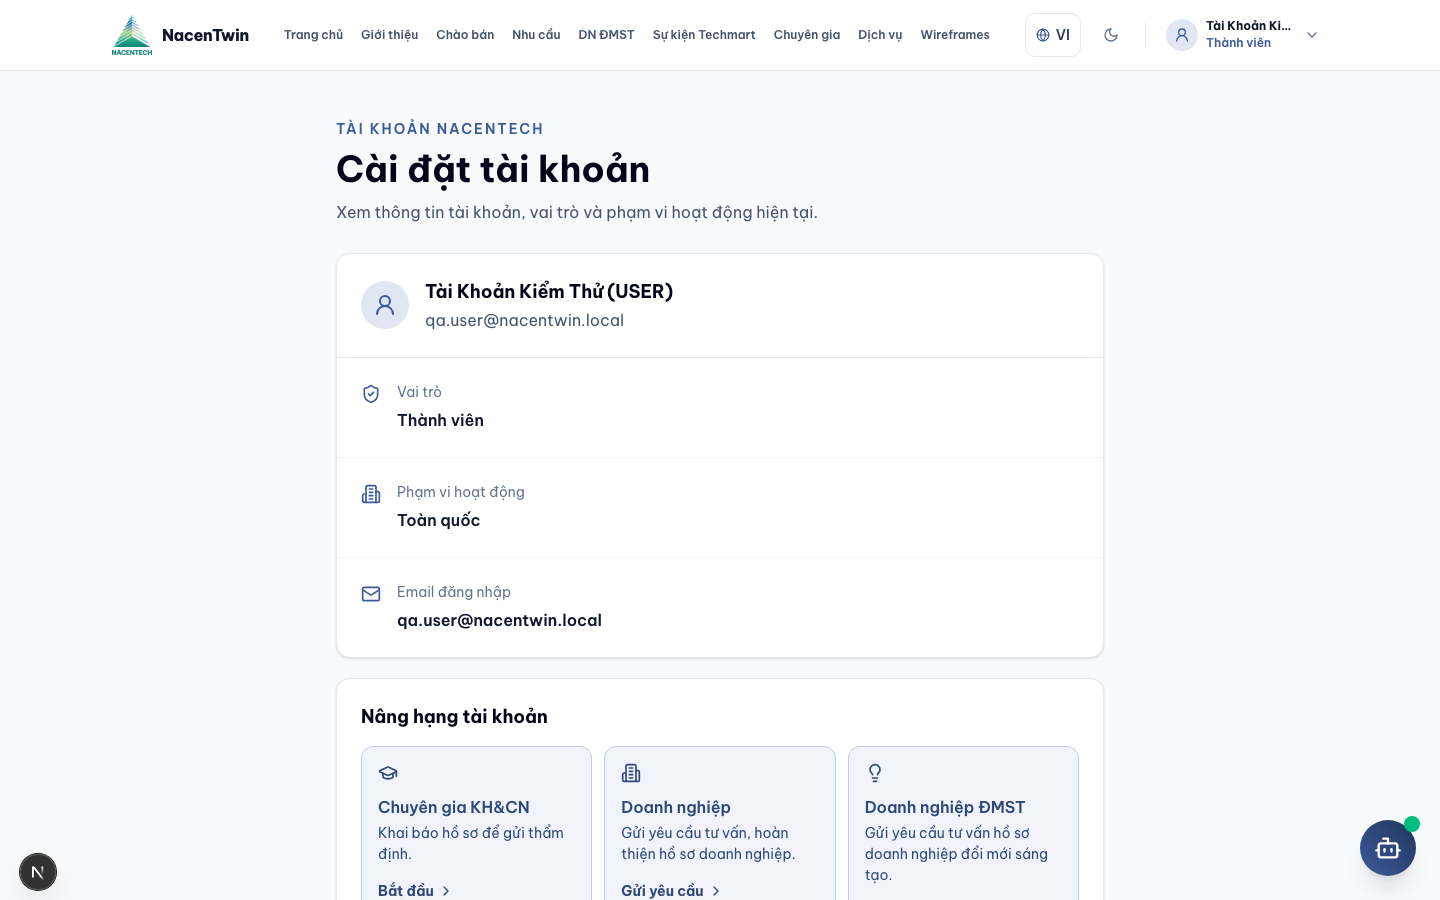 NACENTECH
NacenTwin
Trang chủ
Giới thiệu
Chào bán
Nhu cầu
DN ĐMST
Sự kiện Techmart
Chuyên gia
Dịch vụ
Wireframes
VI
Tài Khoản Ki...
Thành viên
TÀI KHOẢN NACENTECH
Cài đặt tài khoản
Xem thông tin tài khoản, vai trò và phạm vi hoạt động hiện tại.
Tài Khoản Kiểm Thử (USER)
qa.user@nacentwin.local
Vai trò
Thành viên
Phạm vi hoạt động
Toàn quốc
Email đăng nhập
qa.user@nacentwin.local
Nâng hạng tài khoản
Chuyên gia KH&CN
Khai báo hồ sơ để gửi thẩm
định.
Bắt đầu
Doanh nghiệp
Gửi yêu cầu tư vấn, hoàn
thiện hồ sơ doanh nghiệp.
Gửi yêu cầu
Doanh nghiệp ĐMST
Gửi yêu cầu tư vấn hồ sơ
doanh nghiệp đổi mới sáng
tạo.
N